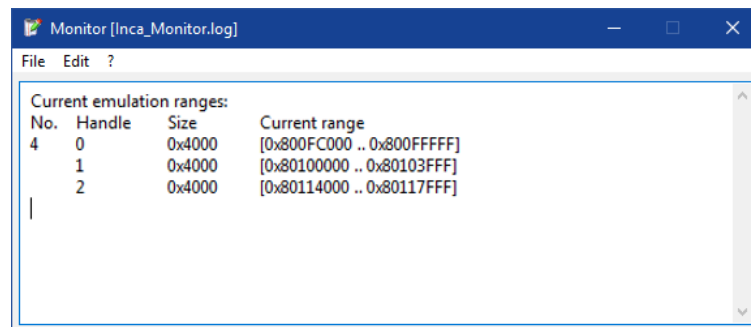 Monitor [Inca_Monitor.log]
File Edit ?
Current emulation ranges:
No. Handle Size Current range
4 0 0x4000 [0x800FC000 .. 0x800FFFFF]
1 0x4000 [0x80100000 .. 0x80103FFF]
2 0x4000 [0x80114000 .. 0x80117FFF]